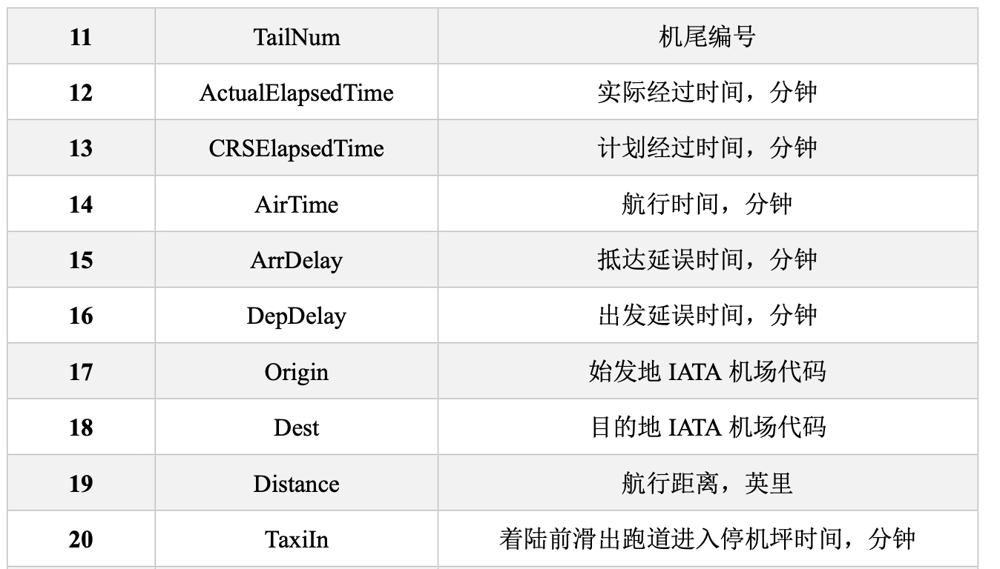 11 TailNum 机尾编号
12 ActualElapsedTime 实际经过时间，分钟
13 CRSElapsedTime 计划经过时间，分钟
14 AirTime 航行时间，分钟
15 ArrDelay 抵达延误时间，分钟
16 DepDelay 出发延误时间，分钟
17 Origin 始发地 IATA 机场代码
18 Dest 目的地 IATA 机场代码
19 Distance 航行距离，英里
20 TaxiIn 着陆前滑出跑道进入停机坪时间，分钟